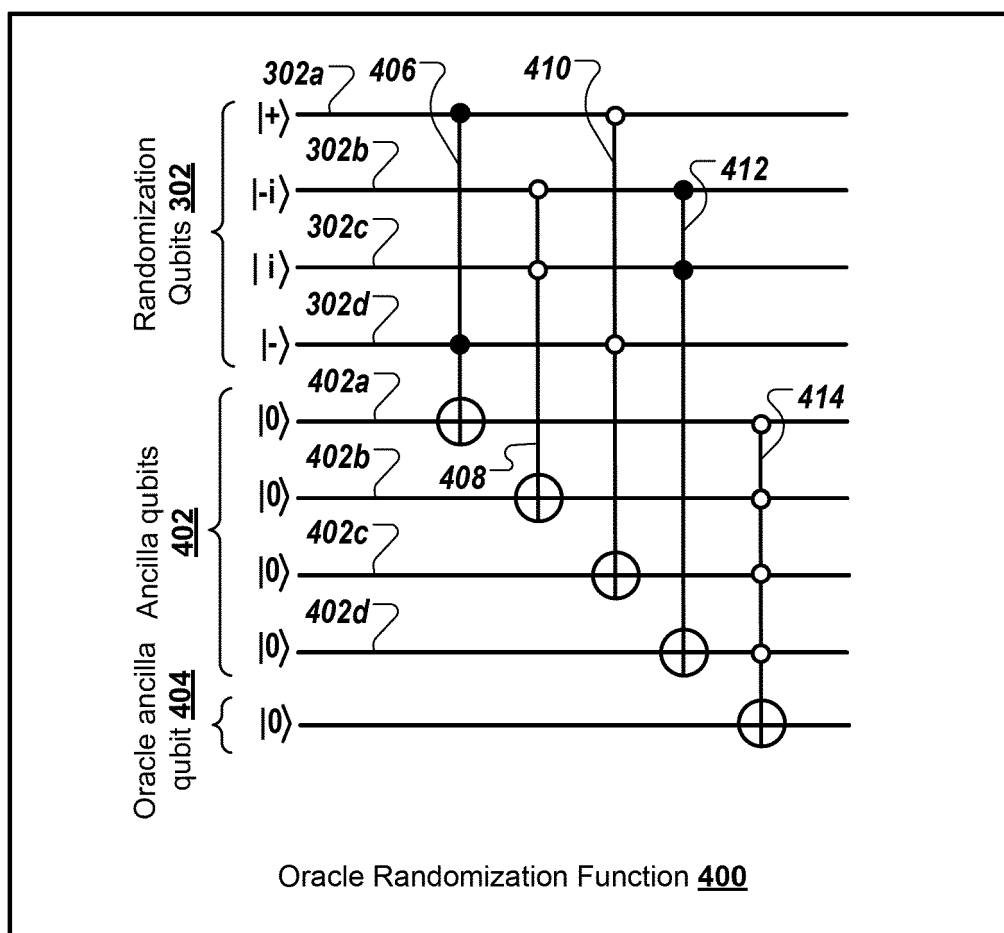 406
410
302a
|+⟩
302b
412
|-i⟩
302c
|i⟩
302d
|-⟩
Randomization
Qubits 302
402a
414
|0⟩
402b
408
|0⟩
402c
|0⟩
402d
|0⟩
Ancilla qubits
402
|0⟩
Oracle ancilla
qubit 404
Oracle Randomization Function 400